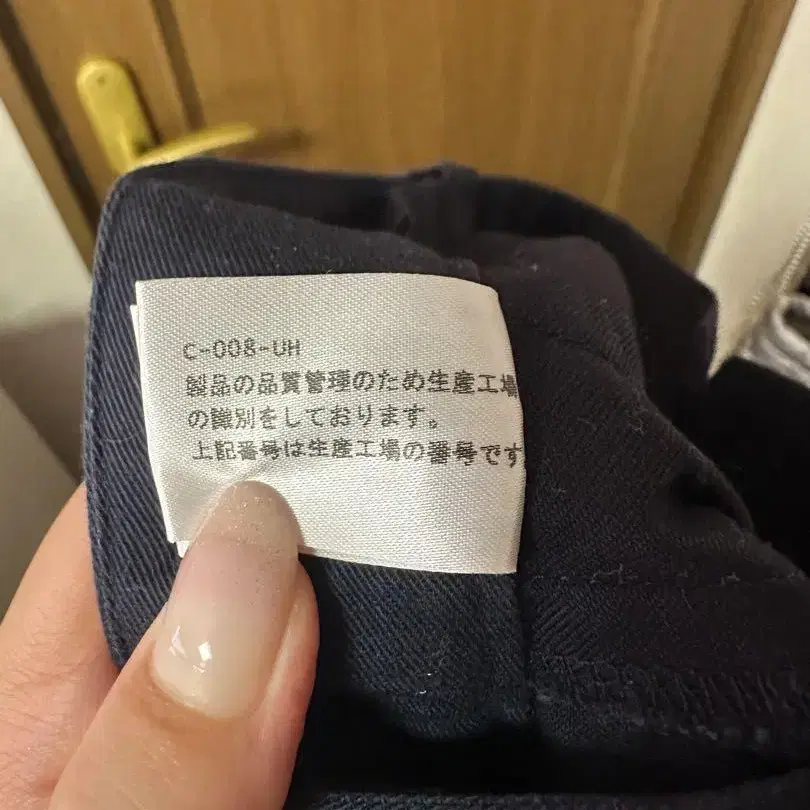 C-008-UH
製品の品質管理のため生産工場
の識別をしております。
上記番号は生産工場の番号です